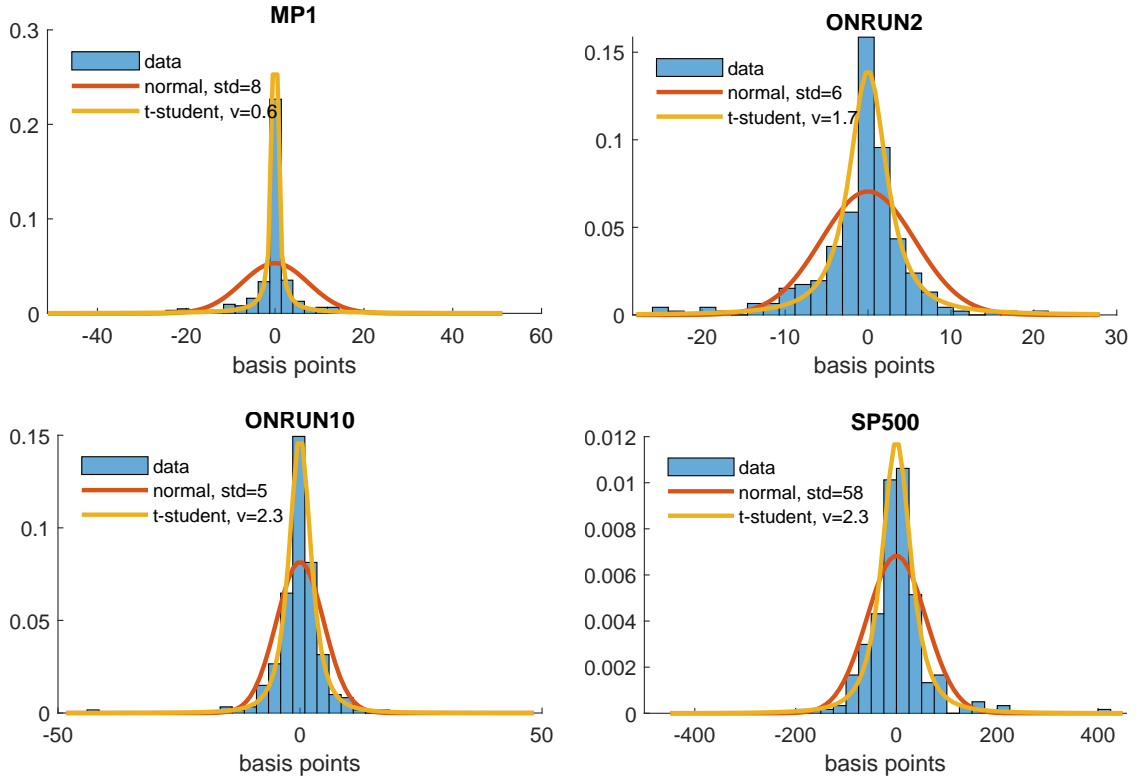 MP1
0.3
0.2
0.1
0
data
normal, std=8
t-student, v=0.6
-40
-20
0
20
40
60
basis points
ONRUN2
0.15
0.1
0.05
0
data
normal, std=6
t-student, v=1.7
-20
-10
0
10
20
30
basis points
ONRUN10
0.15
0.1
0.05
0
data
normal, std=5
t-student, v=2.3
-50
0
50
basis points
SP500
0.012
0.01
0.008
0.006
0.004
0.002
0
data
normal, std=58
t-student, v=2.3
-400
-200
0
200
400
basis points